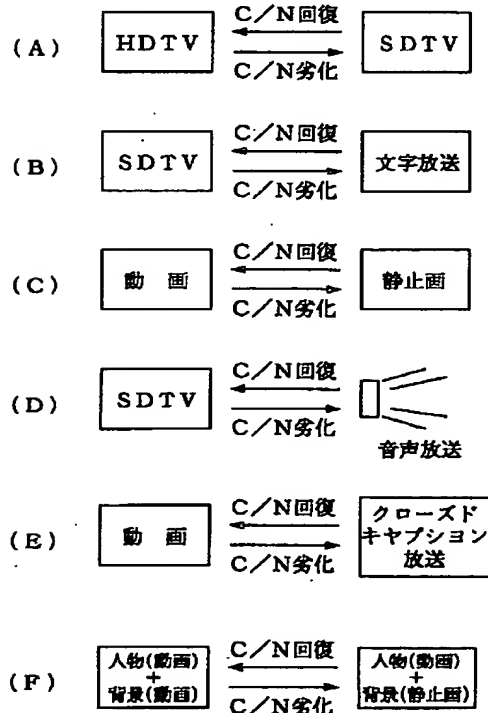 C/N回復
(A) HDTV SDTV
C/N劣化
C/N回復
(B) SDTV 文字放送
C/N劣化
C/N回復
(C) 動 画 静止画
C/N劣化
C/N回復
(D) SDTV
C/N劣化
音声放送
C/N回復
(E) 動 画 クローズド
キャプション
放送
C/N劣化
C/N回復
(F) 人物(動画) 人物(動画)
+ +
背景(動画) 背景(静止画)
C/N劣化